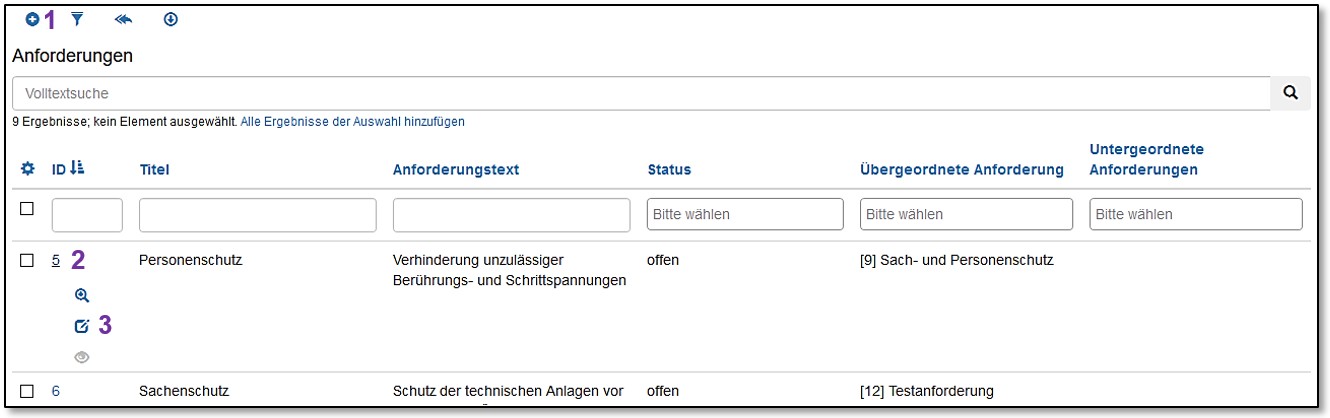 1
Anforderungen
Volltextsuche
9 Ergebnisse; kein Element ausgewählt. Alle Ergebnisse der Auswahl hinzufügen
ID Titel Anforderungstext Status Übergeordnete Anforderung Untergeordnete
Anforderungen
Bitte wählen Bitte wählen Bitte wählen
5 2 Personenschutz Verhinderung unzulässiger offen [9] Sach- und Personenschutz
Berührungs- und Schrittspannungen
3
6 Sachenschutz Schutz der technischen Anlagen vor offen [12] Testanforderung